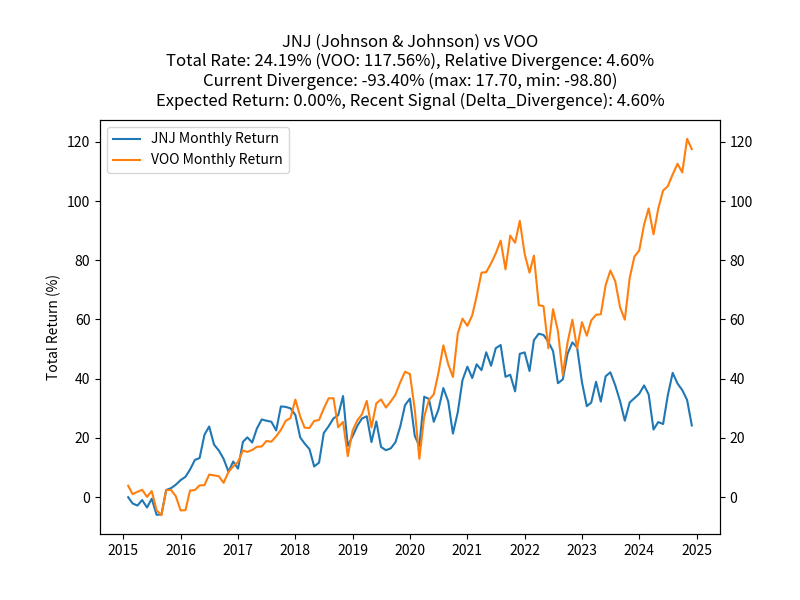 JNJ (Johnson & Johnson) vs VOO
Total Rate: 24.19% (VOO: 117.56%), Relative Divergence: 4.60%
Current Divergence: -93.40% (max: 17.70, min: -98.80)
Expected Return: 0.00%, Recent Signal (Delta_Divergence): 4.60%
JNJ Monthly Return
VOO Monthly Return
Total Return (%)
120
100
80
60
40
20
0
120
100
80
60
40
20
0
2015 2016 2017 2018 2019 2020 2021 2022 2023 2024 2025